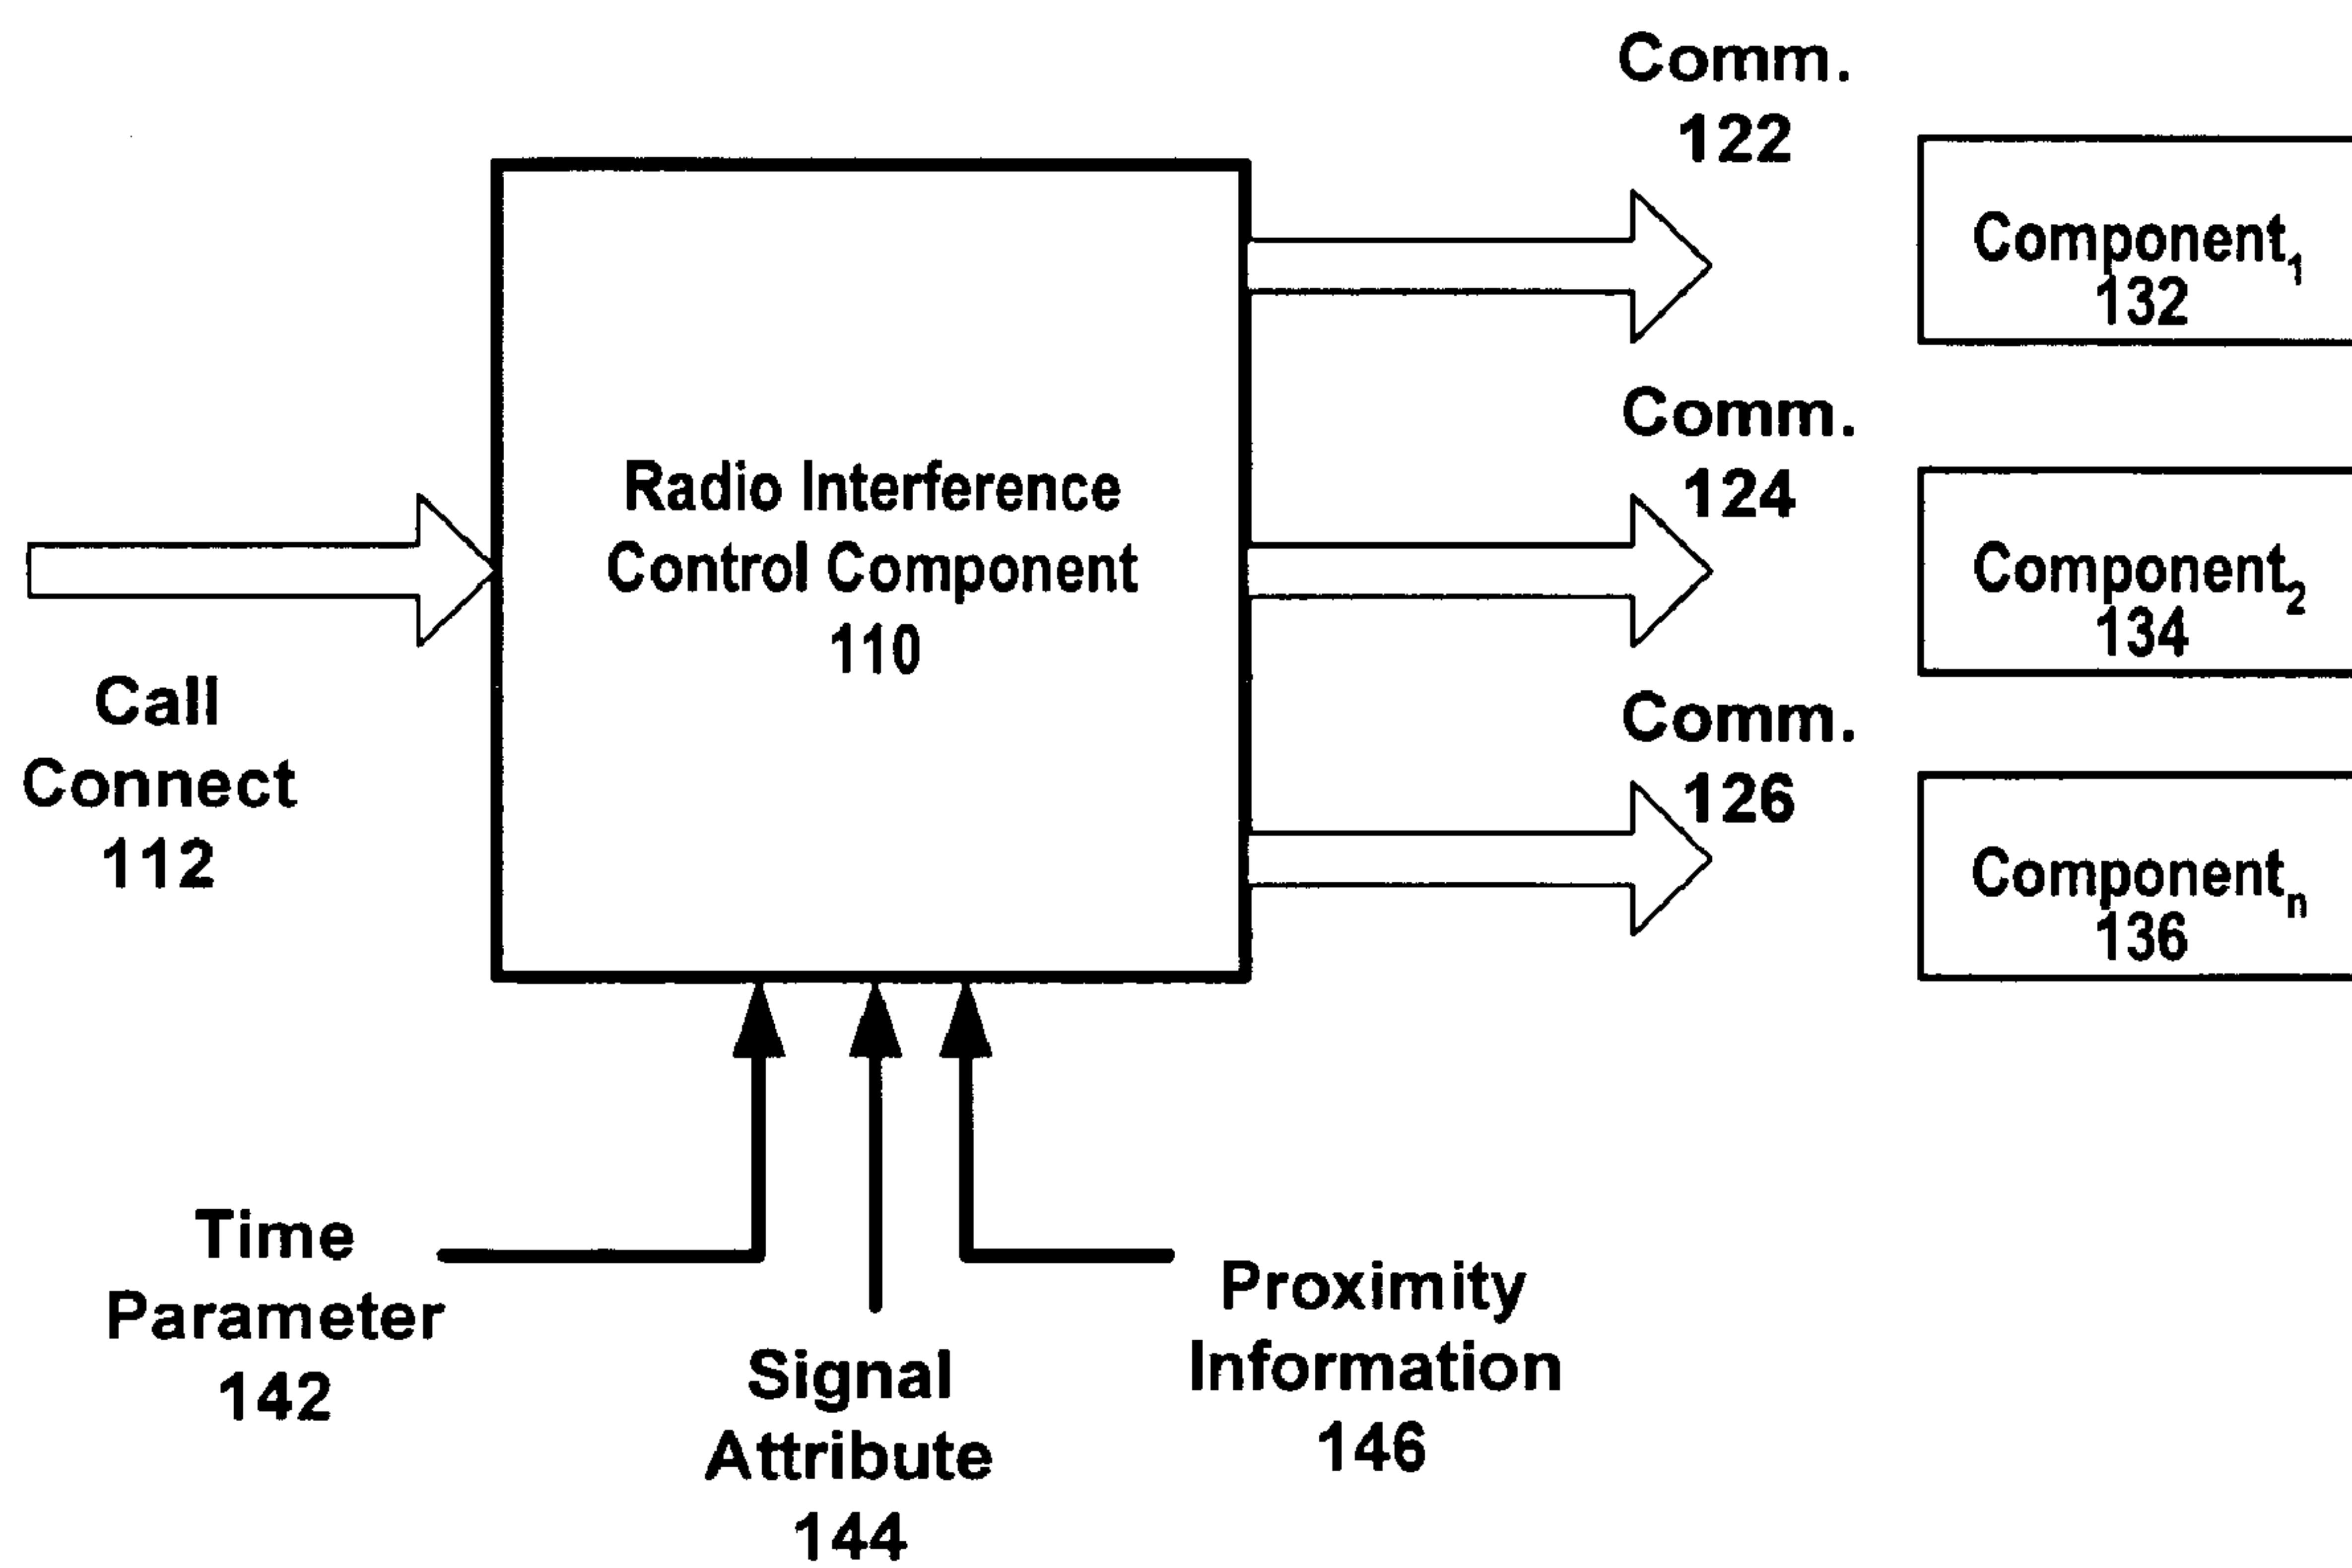 Comm.
122
Component1
132
Comm.
124
Radio Interference
Control Component
110
Component2
134
Call
Connect
112
Comm.
126
Componentn
136
Time
Parameter
142
Signal
Attribute
144
Proximity
Information
146